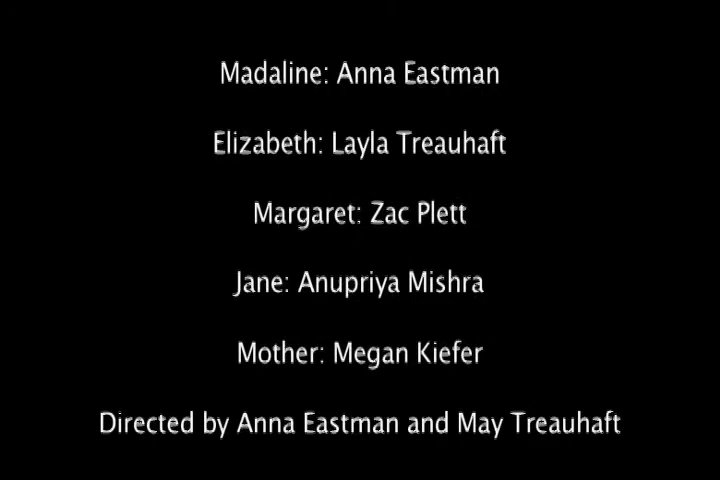 Madaline: Anna Eastman
Elizabeth: Layla Treauhaft
Margaret: Zac Plett
Jane: Anupriya Mishra
Mother: Megan Kiefer
Directed by Anna Eastman and May Treauhaft